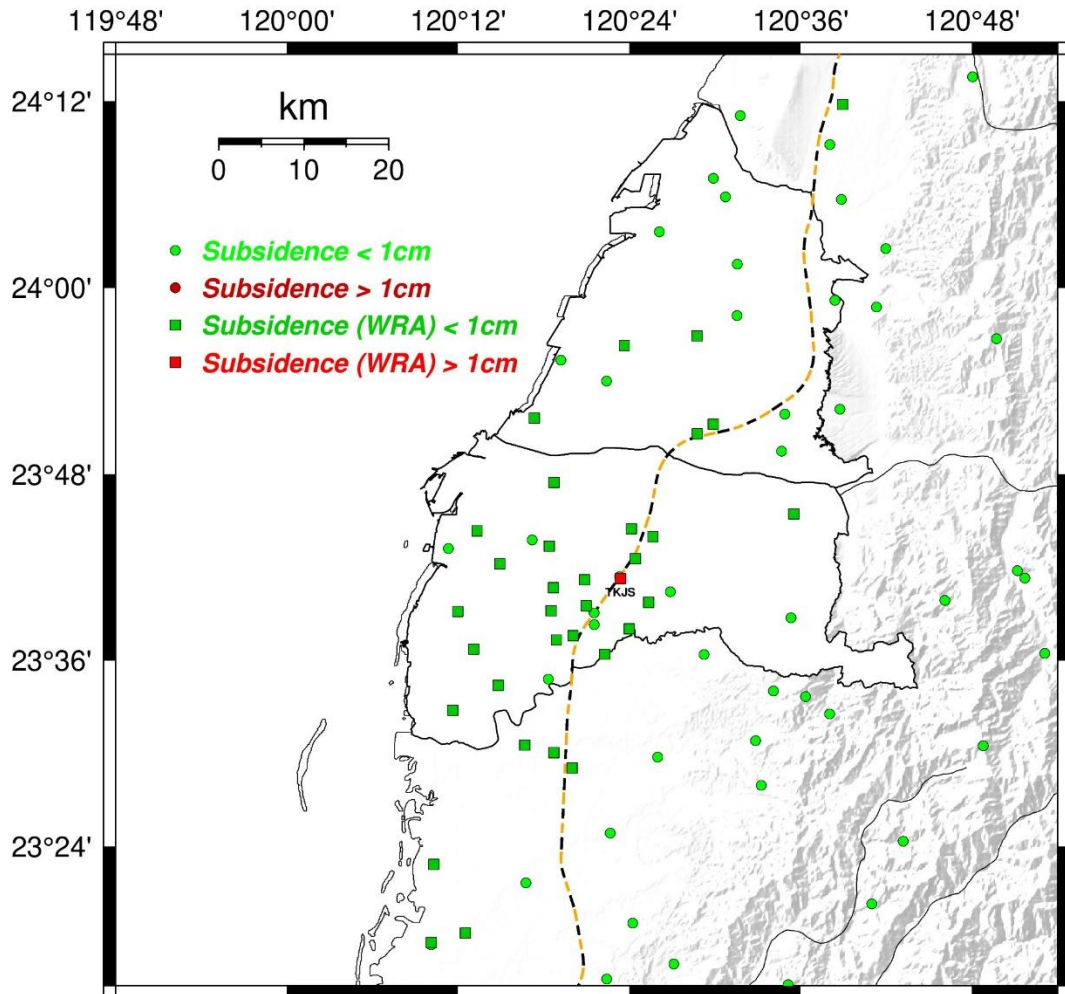 119°48' 120°00' 120°12' 120°24' 120°36' 120°48'
24°12'
km
0 10 20
Subsidence < 1cm
24°00'
Subsidence > 1cm
Subsidence (WRA) < 1cm
Subsidence (WRA) > 1cm
23°48'
TKJS
23°36'
23°24'